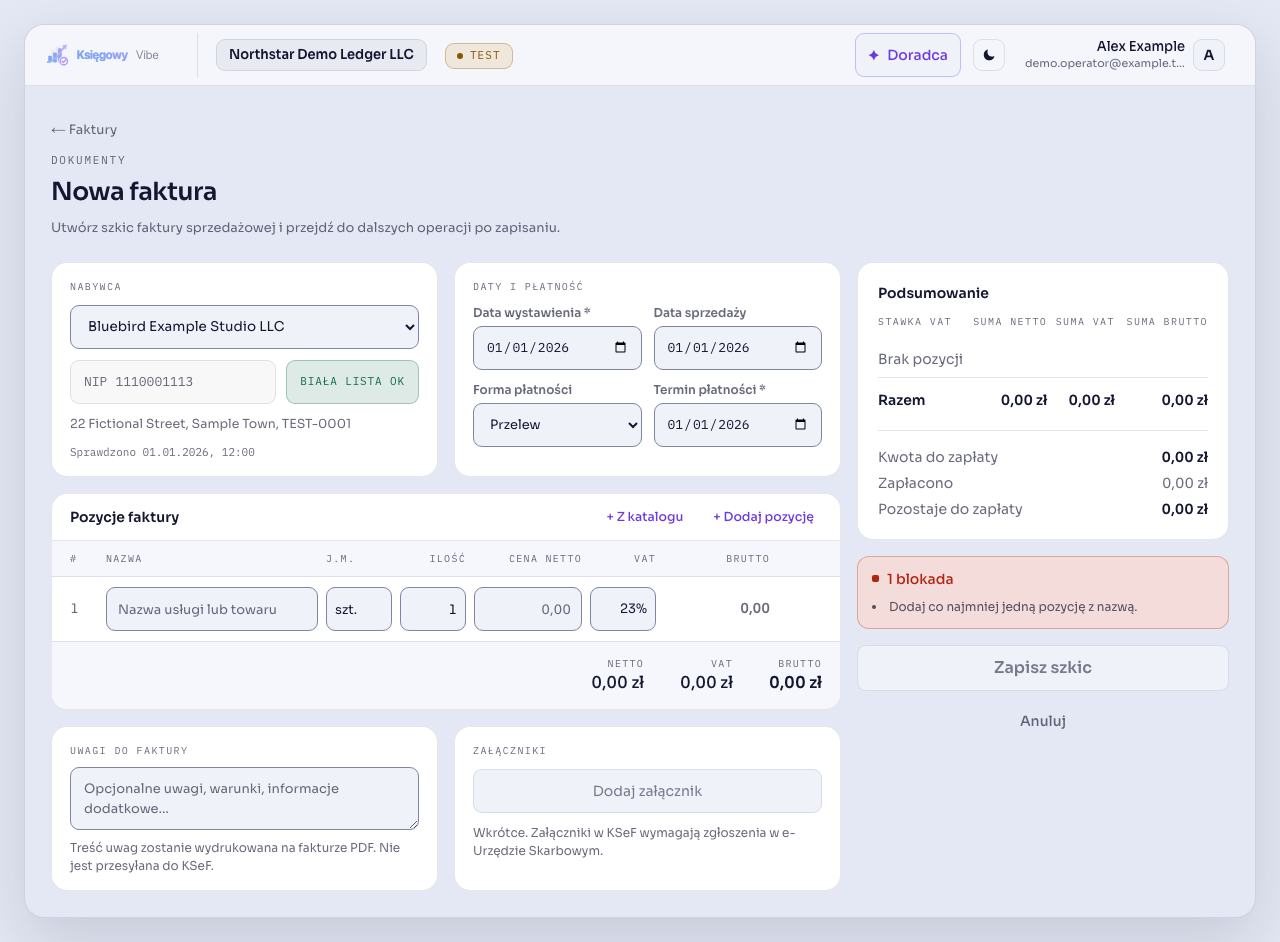 Księgowy Vibe
Northstar Demo Ledger LLC
TEST
Doradca
Alex Example
demo.operator@example.t...
A
← Faktury
DOKUMENTY
Nowa faktura
Utwórz szkic faktury sprzedażowej i przejdź do dalszych operacji po zapisaniu.
NABYWCA
Bluebird Example Studio LLC
NIP 1110001113
BIAŁA LISTA OK
22 Fictional Street, Sample Town, TEST-0001
Sprawdzono 01.01.2026, 12:00
DATY I PŁATNOŚĆ
Data wystawienia * Data sprzedaży
01/01/2026 01/01/2026
Forma płatności Termin płatności *
Przelew 01/01/2026
Podsumowanie
STAWKA VAT SUMA NETTO SUMA VAT SUMA BRUTTO
Brak pozycji
Razem 0,00 zł 0,00 zł 0,00 zł
Kwota do zapłaty 0,00 zł
Zapłacono 0,00 zł
Pozostaje do zapłaty 0,00 zł
Pozycje faktury
+ Z katalogu + Dodaj pozycję
# NAZWA J.M. ILOŚĆ CENA NETTO VAT BRUTTO
1 Nazwa usługi lub towaru szt. 1 0,00 23% 0,00
NETTO VAT BRUTTO
0,00 zł 0,00 zł 0,00 zł
1 blokada
• Dodaj co najmniej jedną pozycję z nazwą.
Zapisz szkic
Anuluj
UWAGI DO FAKTURY
Opcjonalne uwagi, warunki, informacje
dodatkowe...
Treść uwag zostanie wydrukowana na fakturze PDF. Nie
jest przesyłana do KSeF.
ZAŁĄCZNIKI
Dodaj załącznik
Wkrótce. Załączniki w KSeF wymagają zgłoszenia w e-
Urzędzie Skarbowym.